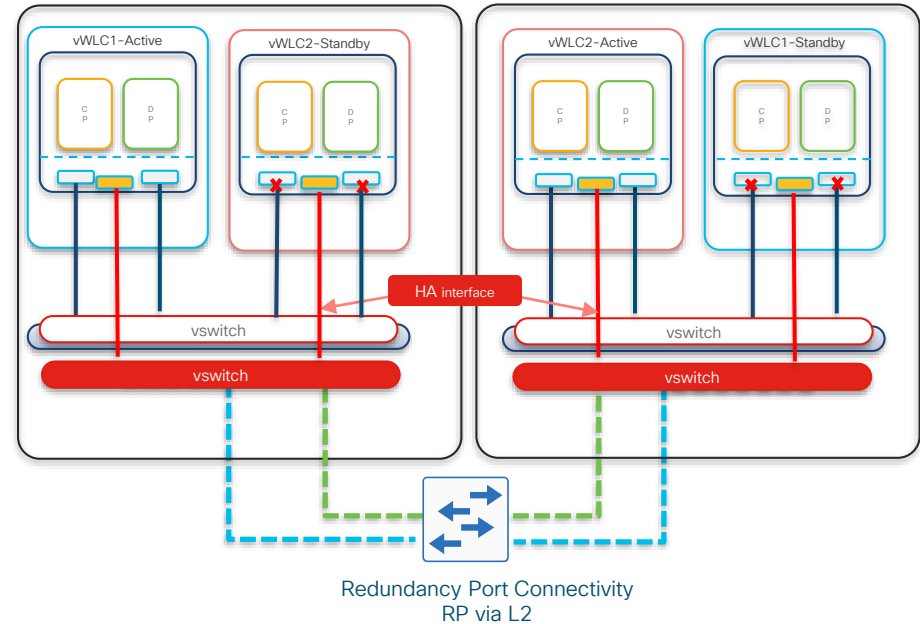 vWLC1-Active
vWLC2-Standby
vWLC2-Active
vWLC1-Standby
C
P
D
P
C
P
D
P
C
P
D
P
C
P
D
P
HA interface
vswitch
vswitch
vswitch
vswitch
Redundancy Port Connectivity
RP via L2